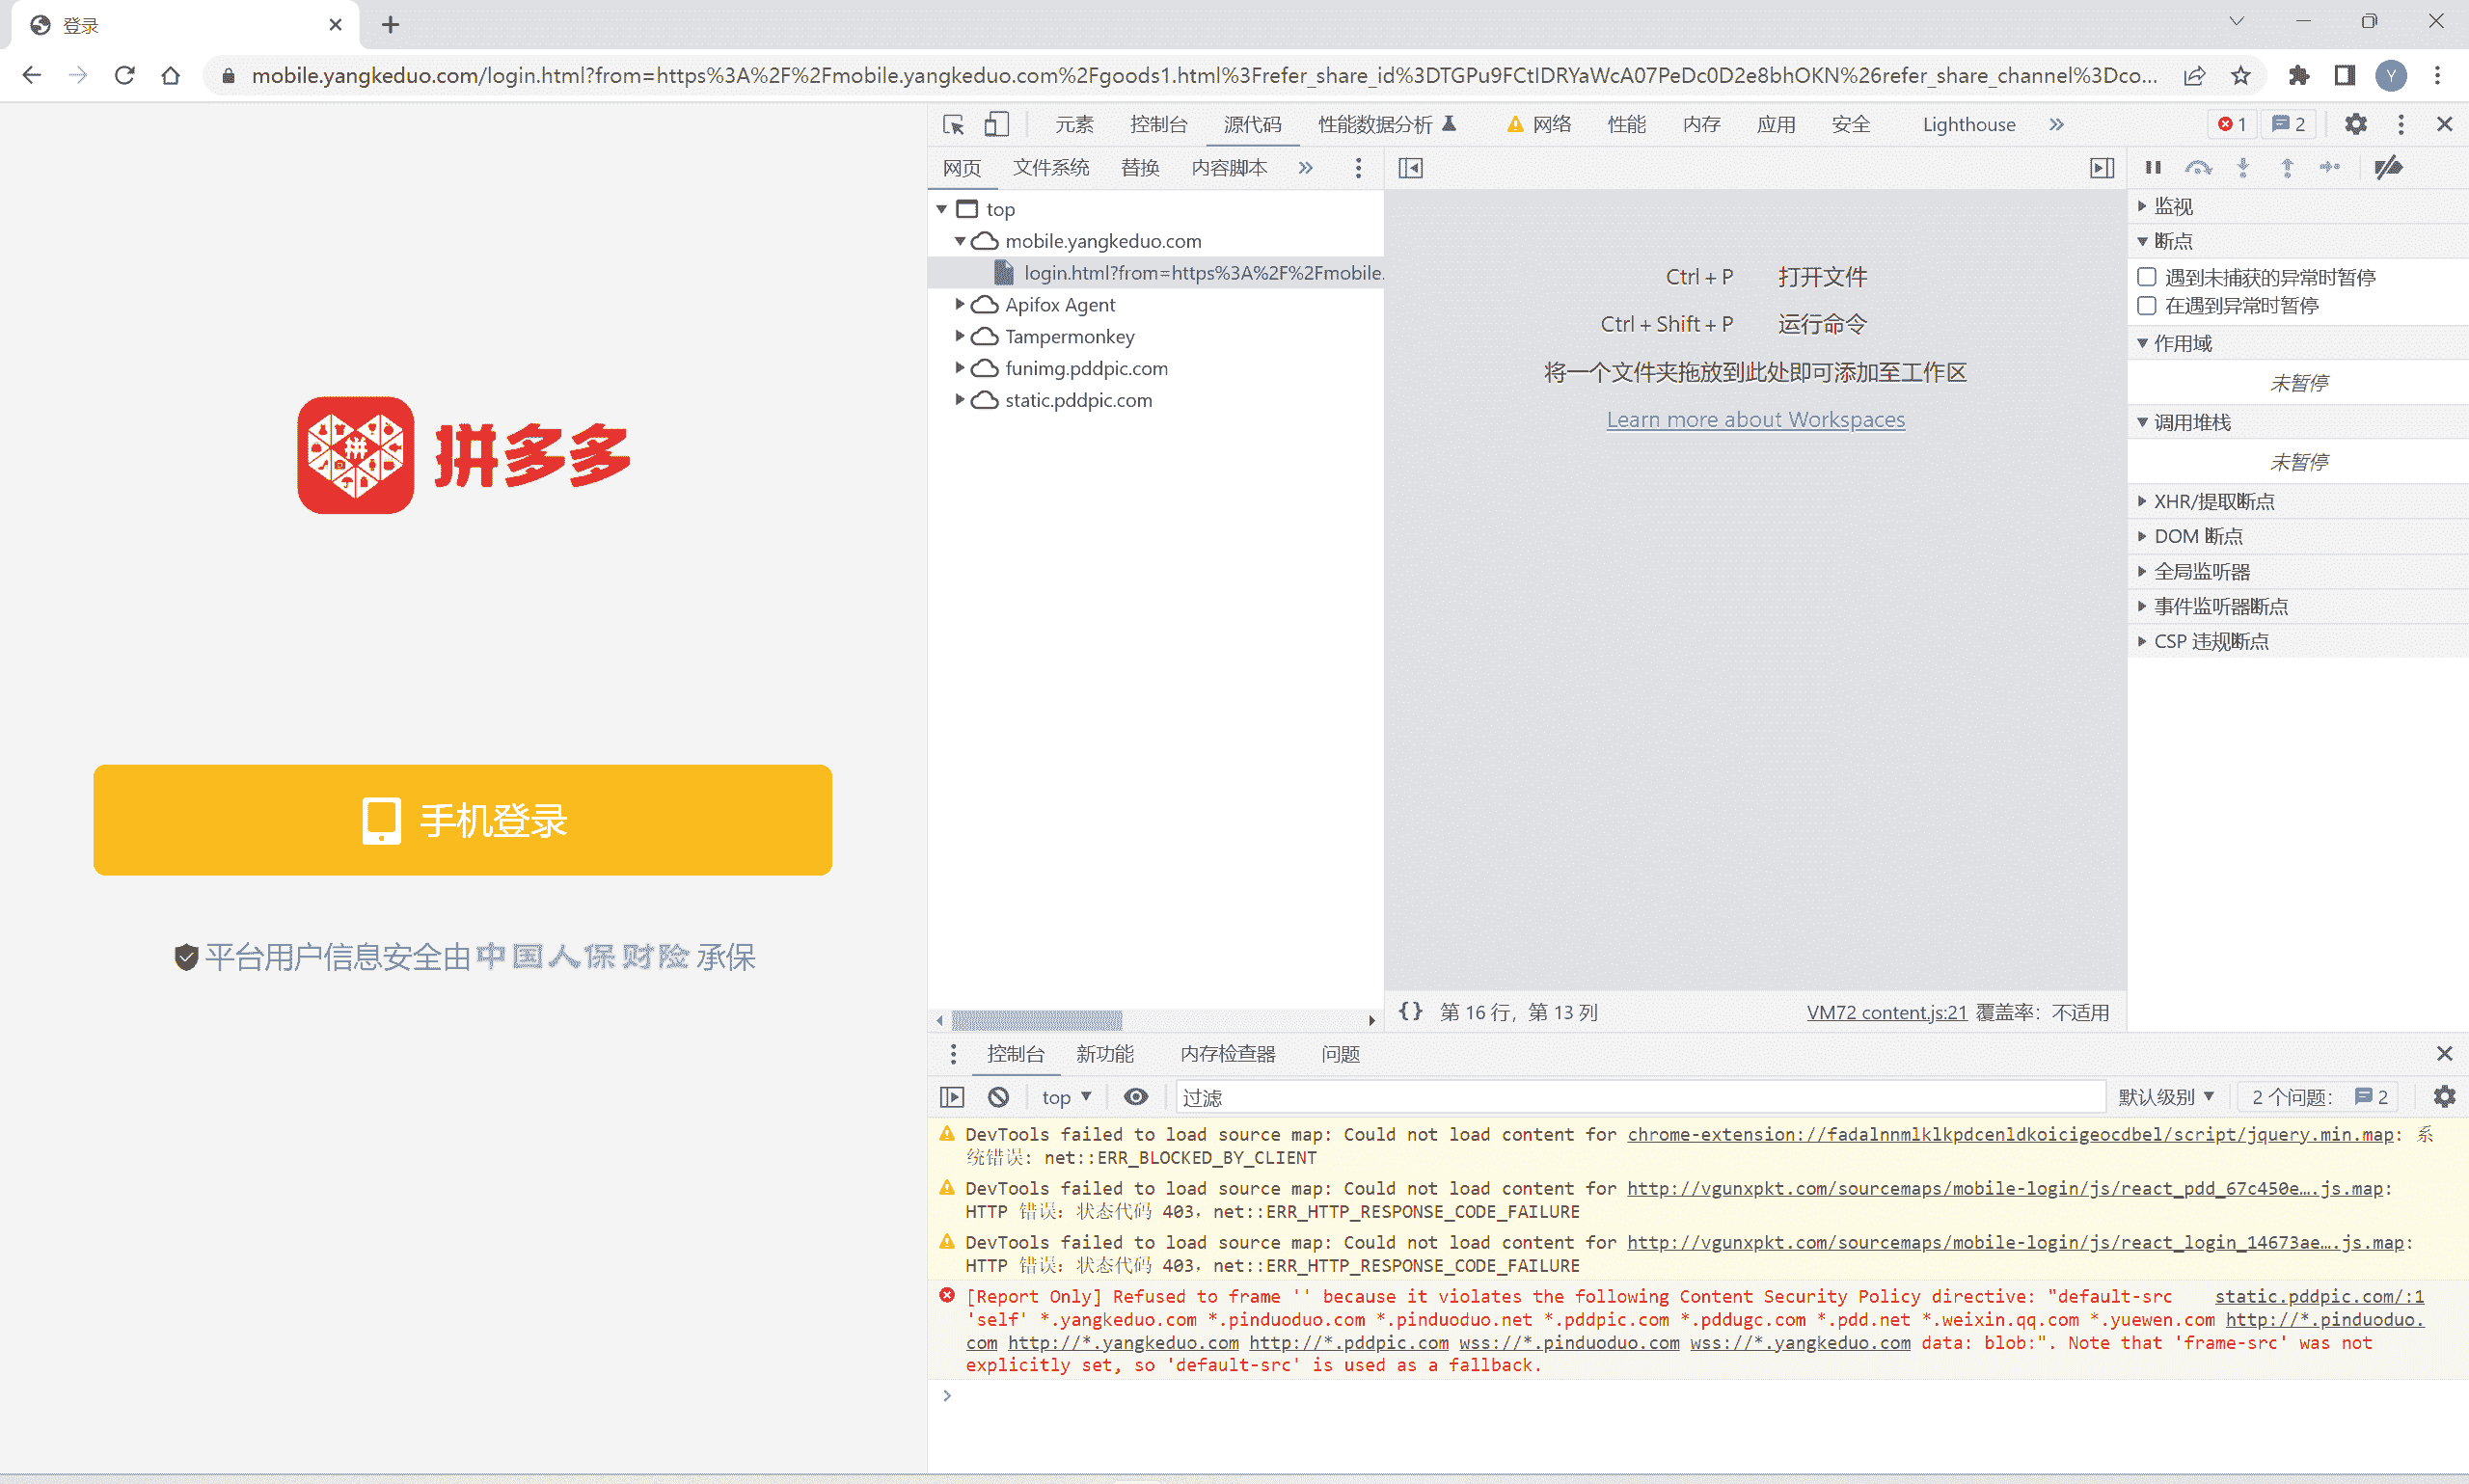 登录
mobile.yangkeduo.com/login.html?from=https%3A%2F%2Fmobile.yangkeduo.com%2Fgoods1.html%3Frefer_share_id%3DTGPu9FCtIDRYaWcA07PeDc0D2e8bhOKN%26refer_share_channel%3Dco...
Y
拼
拼多多
手机登录
平台用户信息安全由中国人保财险承保
元素 控制台 源代码 性能数据分析 网络 性能 内存 应用 安全 Lighthouse 1 2
网页 文件系统 替换 内容脚本
top
mobile.yangkeduo.com
login.html?from=https%3A%2F%2Fmobile.
Apifox Agent
Tampermonkey
funimg.pddpic.com
static.pddpic.com
Ctrl + P 打开文件
Ctrl + Shift + P 运行命令
将一个文件夹拖放到此处即可添加至工作区
Learn more about Workspaces
{} 第 16 行，第 13 列 VM72 content.js:21 覆盖率：不适用
监视
断点
遇到未捕获的异常时暂停
在遇到异常时暂停
作用域
未暂停
调用堆栈
未暂停
XHR/提取断点
DOM 断点
全局监听器
事件监听器断点
CSP 违规断点
控制台 新功能 内存检查器 问题
top 过滤 默认级别 2 个问题： 2
DevTools failed to load source map: Could not load content for chrome-extension://fadalnnmlklkpdcenldkoicigeocdbel/script/jquery.min.map: 系
统错误: net::ERR_BLOCKED_BY_CLIENT
DevTools failed to load source map: Could not load content for http://vgunxpkt.com/sourcemaps/mobile-login/js/react_pdd_67c450e….js.map:
HTTP 错误：状态代码 403，net::ERR_HTTP_RESPONSE_CODE_FAILURE
DevTools failed to load source map: Could not load content for http://vgunxpkt.com/sourcemaps/mobile-login/js/react_login_14673ae….js.map:
HTTP 错误：状态代码 403，net::ERR_HTTP_RESPONSE_CODE_FAILURE
[Report Only] Refused to frame '' because it violates the following Content Security Policy directive: "default-src static.pddpic.com/:1
'self' *.yangkeduo.com *.pinduoduo.com *.pinduoduo.net *.pddpic.com *.pddugc.com *.pdd.net *.weixin.qq.com *.yuewen.com http://*.pinduoduo.
com http://*.yangkeduo.com http://*.pddpic.com wss://*.pinduoduo.com wss://*.yangkeduo.com data: blob:". Note that 'frame-src' was not
explicitly set, so 'default-src' is used as a fallback.